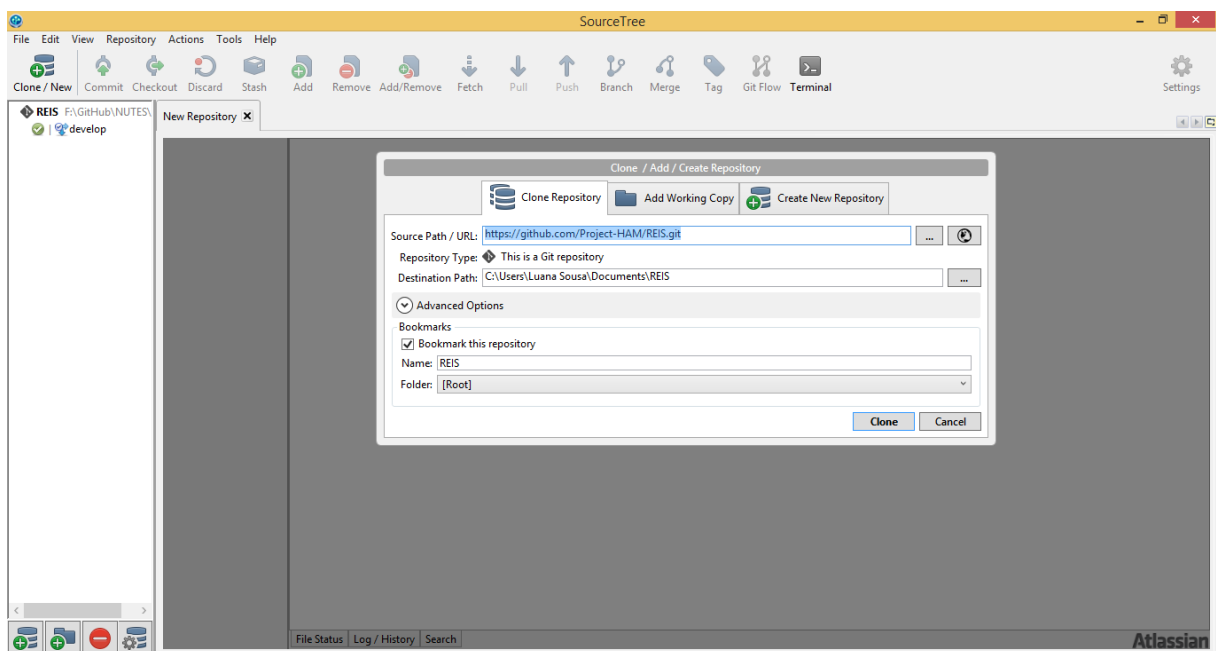 SourceTree
File Edit View Repository Actions Tools Help
Clone / New Commit Checkout Discard Stash Add Remove Add/Remove Fetch Pull Push Branch Merge Tag Git Flow Terminal Settings
REIS F:\GitHub\NUTES\
develop
New Repository
Clone / Add / Create Repository
Clone Repository Add Working Copy Create New Repository
Source Path / URL: https://github.com/Project-HAM/REIS.git ...
Repository Type: This is a Git repository
Destination Path: C:\Users\Luana Sousa\Documents\REIS ...
Advanced Options
Bookmarks
Bookmark this repository
Name: REIS
Folder: [Root]
Clone Cancel
File Status Log / History Search
Atlassian